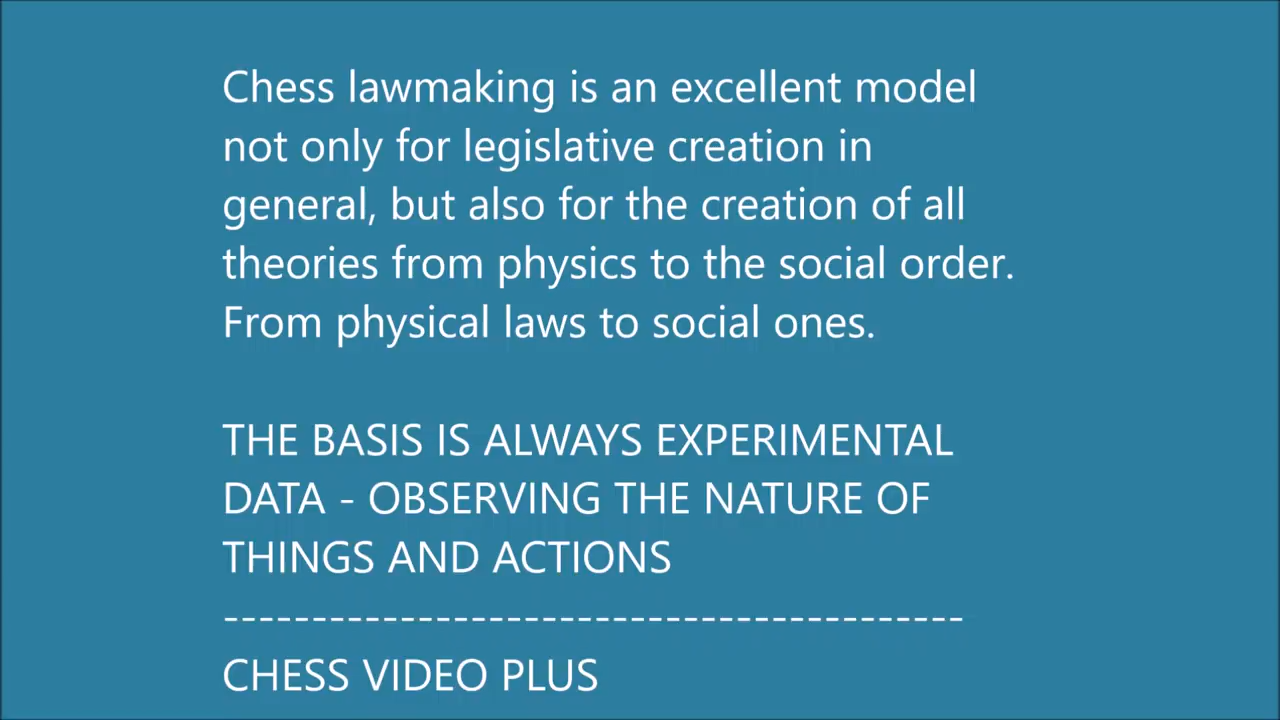 Chess lawmaking is an excellent model
not only for legislative creation in
general, but also for the creation of all
theories from physics to the social order.
From physical laws to social ones.
THE BASIS IS ALWAYS EXPERIMENTAL
DATA - OBSERVING THE NATURE OF
THINGS AND ACTIONS
------------------------------------------
CHESS VIDEO PLUS